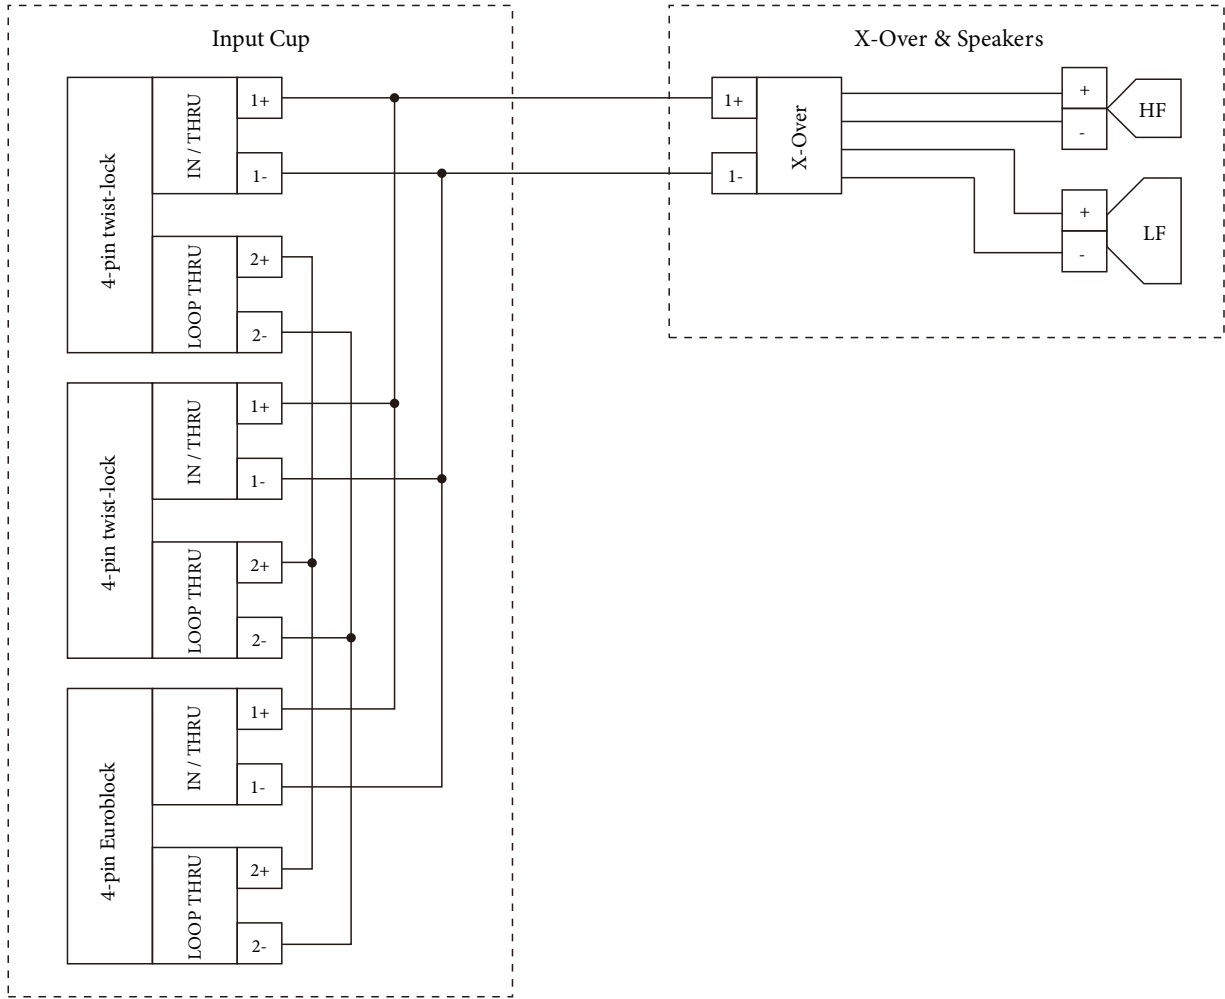 Input Cup
4-pin twist-lock
IN / THRU
1+
1-
LOOP THRU
2+
2-
4-pin twist-lock
IN / THRU
1+
1-
LOOP THRU
2+
2-
4-pin Euroblock
IN / THRU
1+
1-
LOOP THRU
2+
2-
X-Over & Speakers
1+
1-
X-Over
+
-
HF
+
-
LF